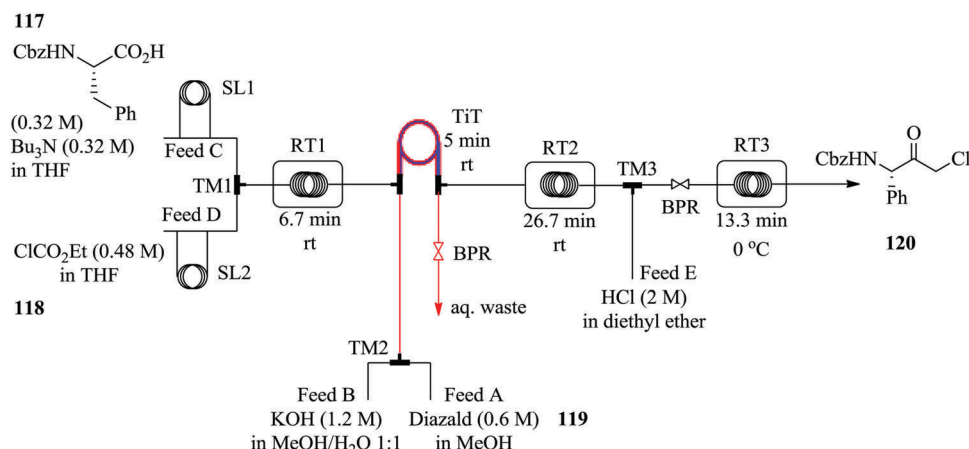 117
CbzHN
CO₂H
Ph
(0.32 M)
Bu₃N (0.32 M)
in THF
SL1
Feed C
TM1
Feed D
ClCO₂Et (0.48 M)
in THF
SL2
118
RT1
6.7 min
rt
TiT
5 min
rt
BPR
aq. waste
TM2
Feed B
KOH (1.2 M)
in MeOH/H₂O 1:1
Feed A
Diazald (0.6 M)
in MeOH
119
RT2
26.7 min
rt
TM3
BPR
Feed E
HCl (2 M)
in diethyl ether
RT3
13.3 min
0 °C
O
CbzHN
Cl
Ph
120